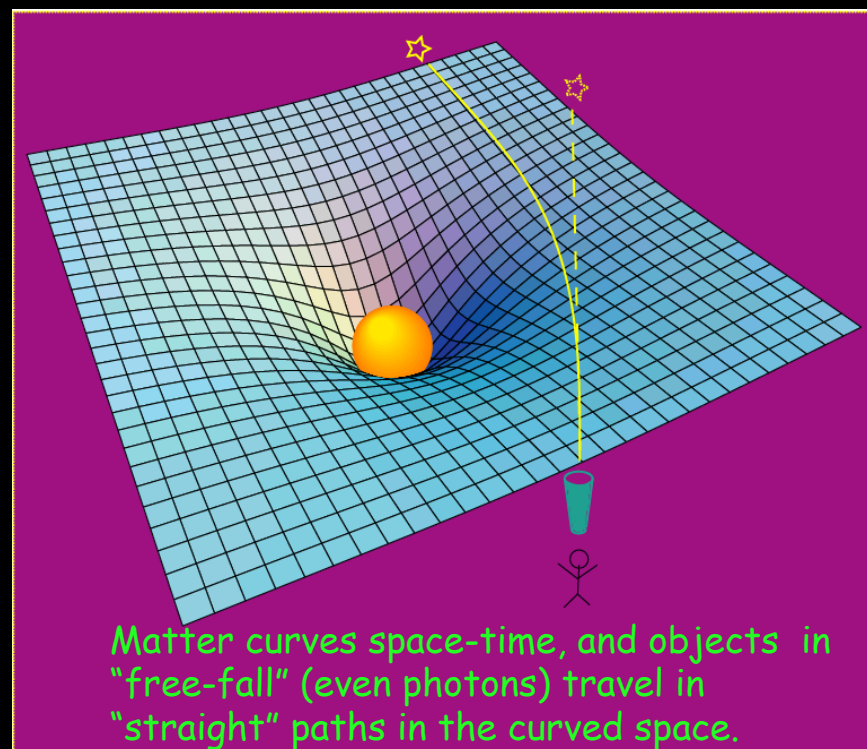 Matter curves space-time, and objects in
“free-fall” (even photons) travel in
“straight” paths in the curved space.